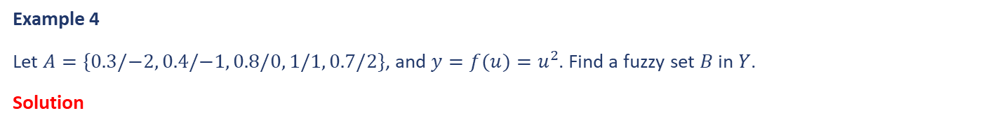 Example 4
Let A = {0.3/−2, 0.4/−1, 0.8/0, 1/1, 0.7/2}, and y = f(u) = u². Find a fuzzy set B in Y.
Solution